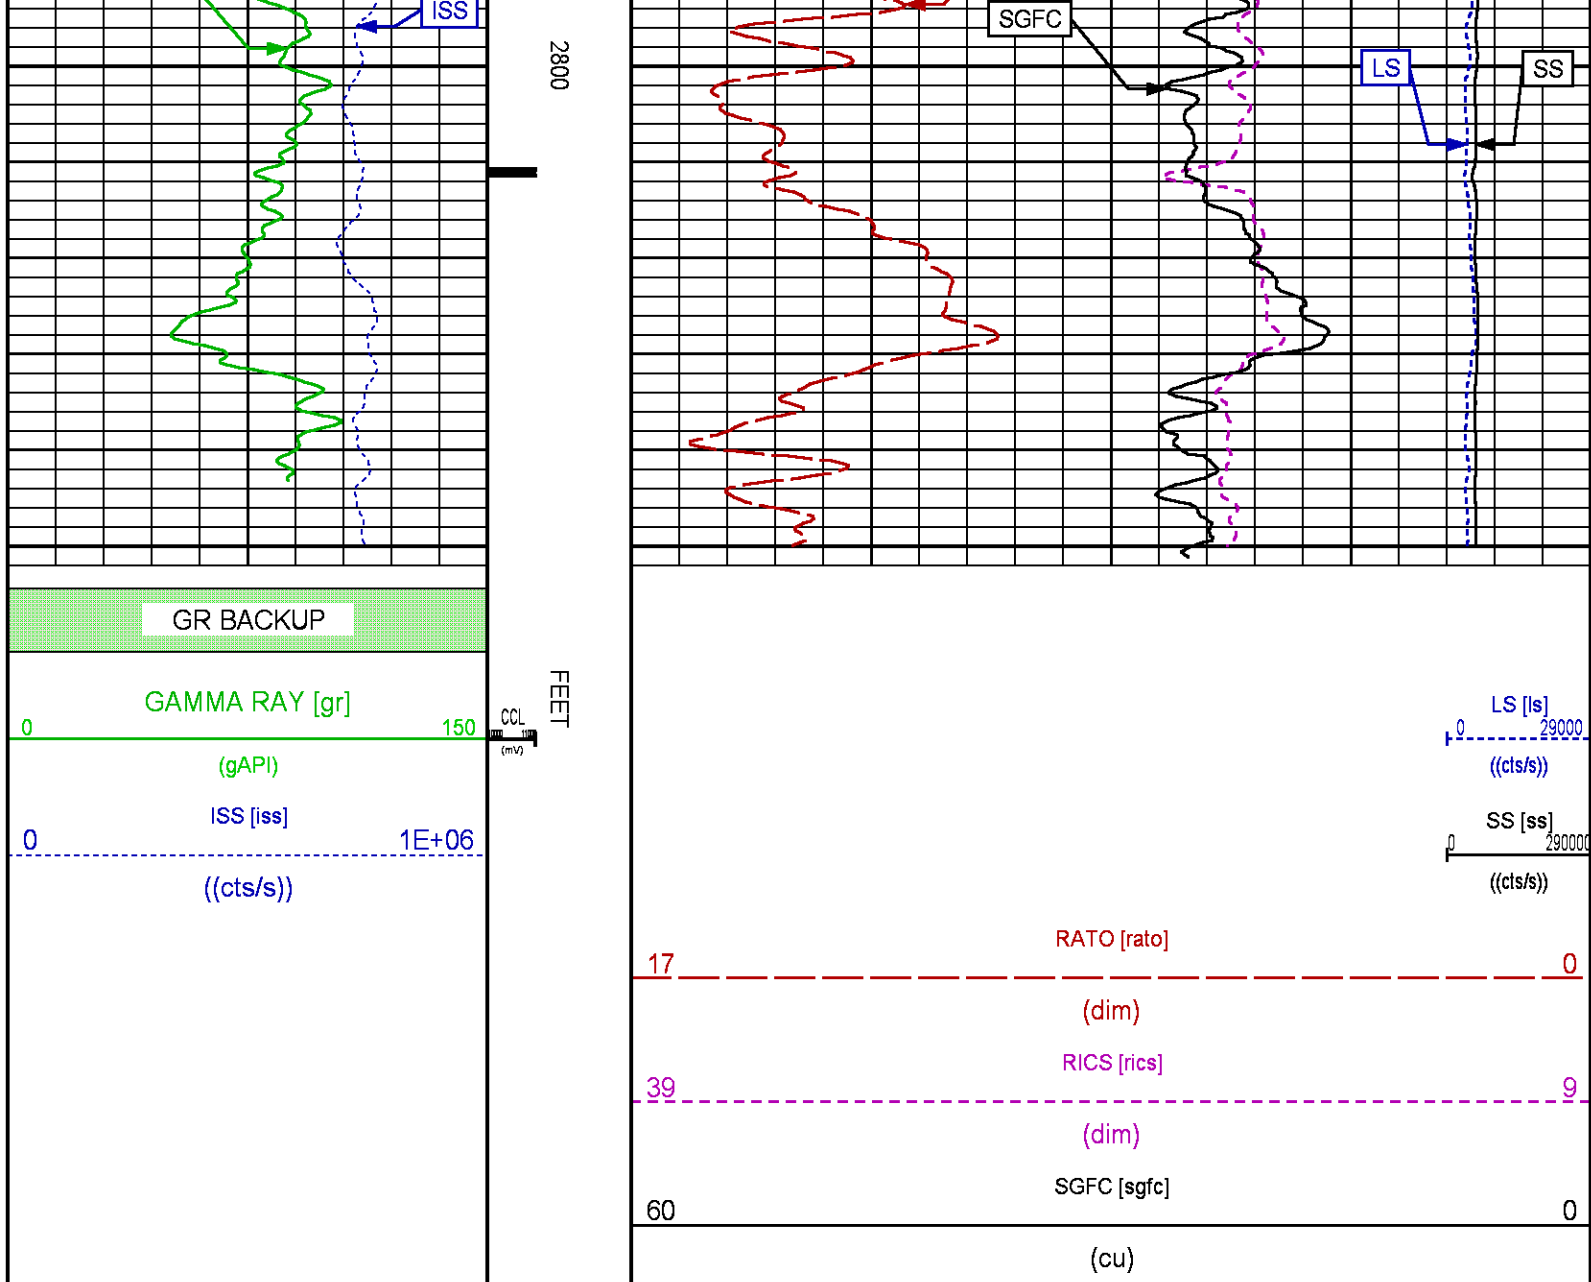 ISS
2800
SGFC
LS
SS
GR BACKUP
GAMMA RAY [gr]
0 150
(gAPI)
ISS [iss]
0 1E+06
((cts/s))
CCL
(mV)
FEET
LS [ls]
0 29000
((cts/s))
SS [ss]
0 290000
((cts/s))
RATO [rato]
17 0
(dim)
RICS [rics]
39 9
(dim)
SGFC [sgfc]
60 0
(cu)